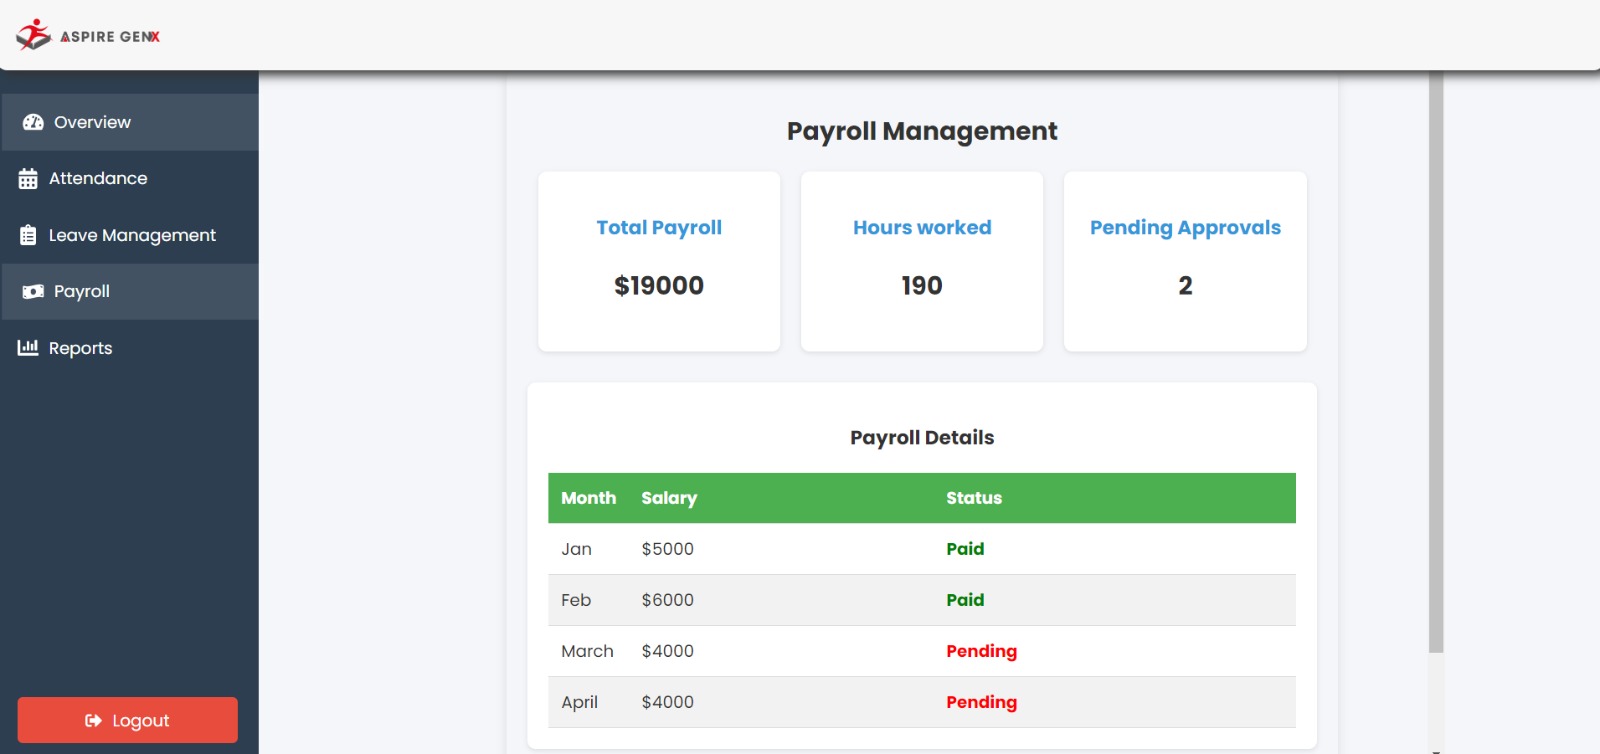 ASPIRE GENX
Overview
Attendance
Leave Management
Payroll
Reports
Logout
Payroll Management
Total Payroll
$19000
Hours worked
190
Pending Approvals
2
Payroll Details
Month Salary Status
Jan $5000 Paid
Feb $6000 Paid
March $4000 Pending
April $4000 Pending